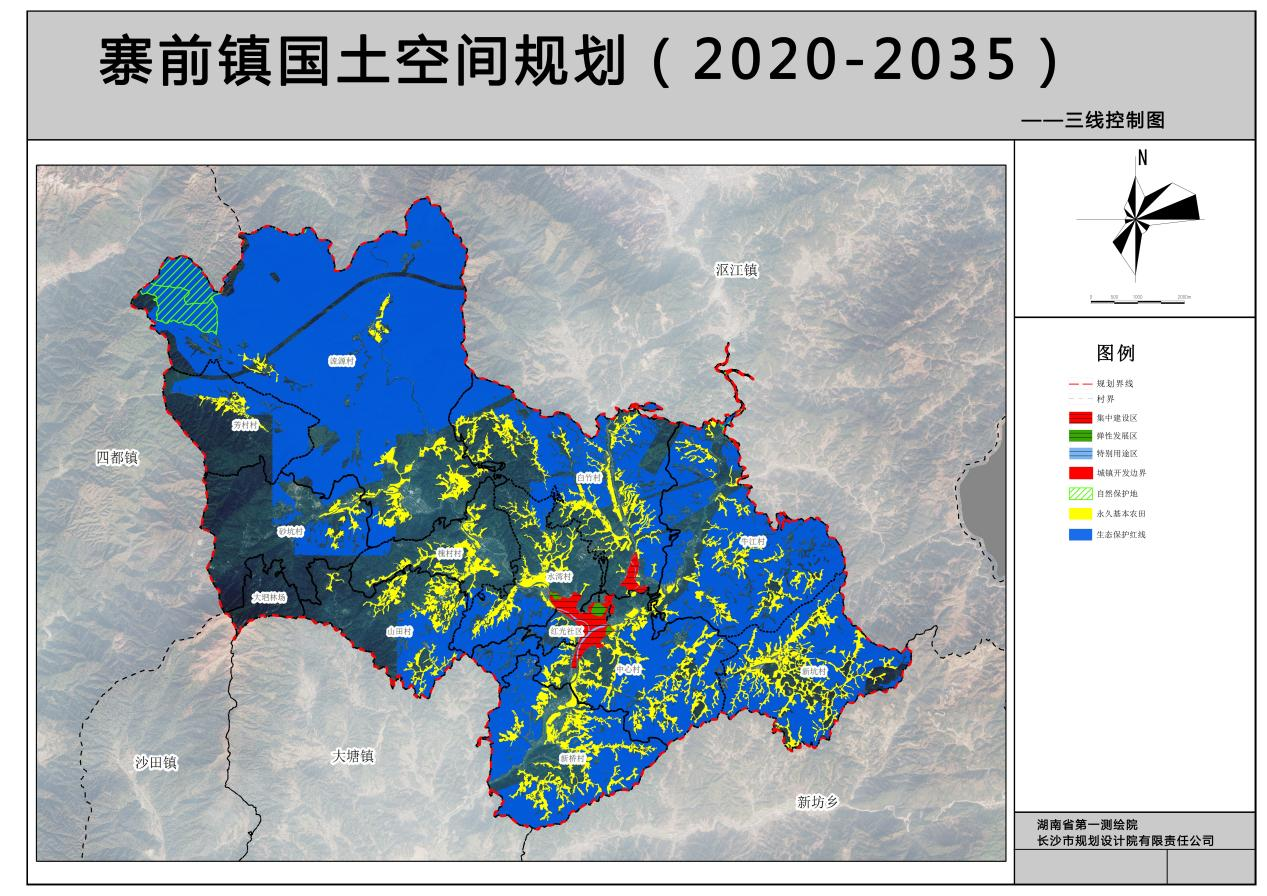 寨前镇国土空间规划（2020-2035）
——三线控制图
N
0 500 1000 2000m
沤江镇
流源村
芳村村
四都镇
白竹村
砂坑村
牛江村
水湾村
大垇林场
红光社区
山田村
中心村
新坑村
新桥村
沙田镇
大塘镇
新坊乡
图例
规划界线
村界
集中建设区
弹性发展区
特别用途区
城镇开发边界
自然保护地
永久基本农田
生态保护红线
湖南省第一测绘院
长沙市规划设计院有限责任公司